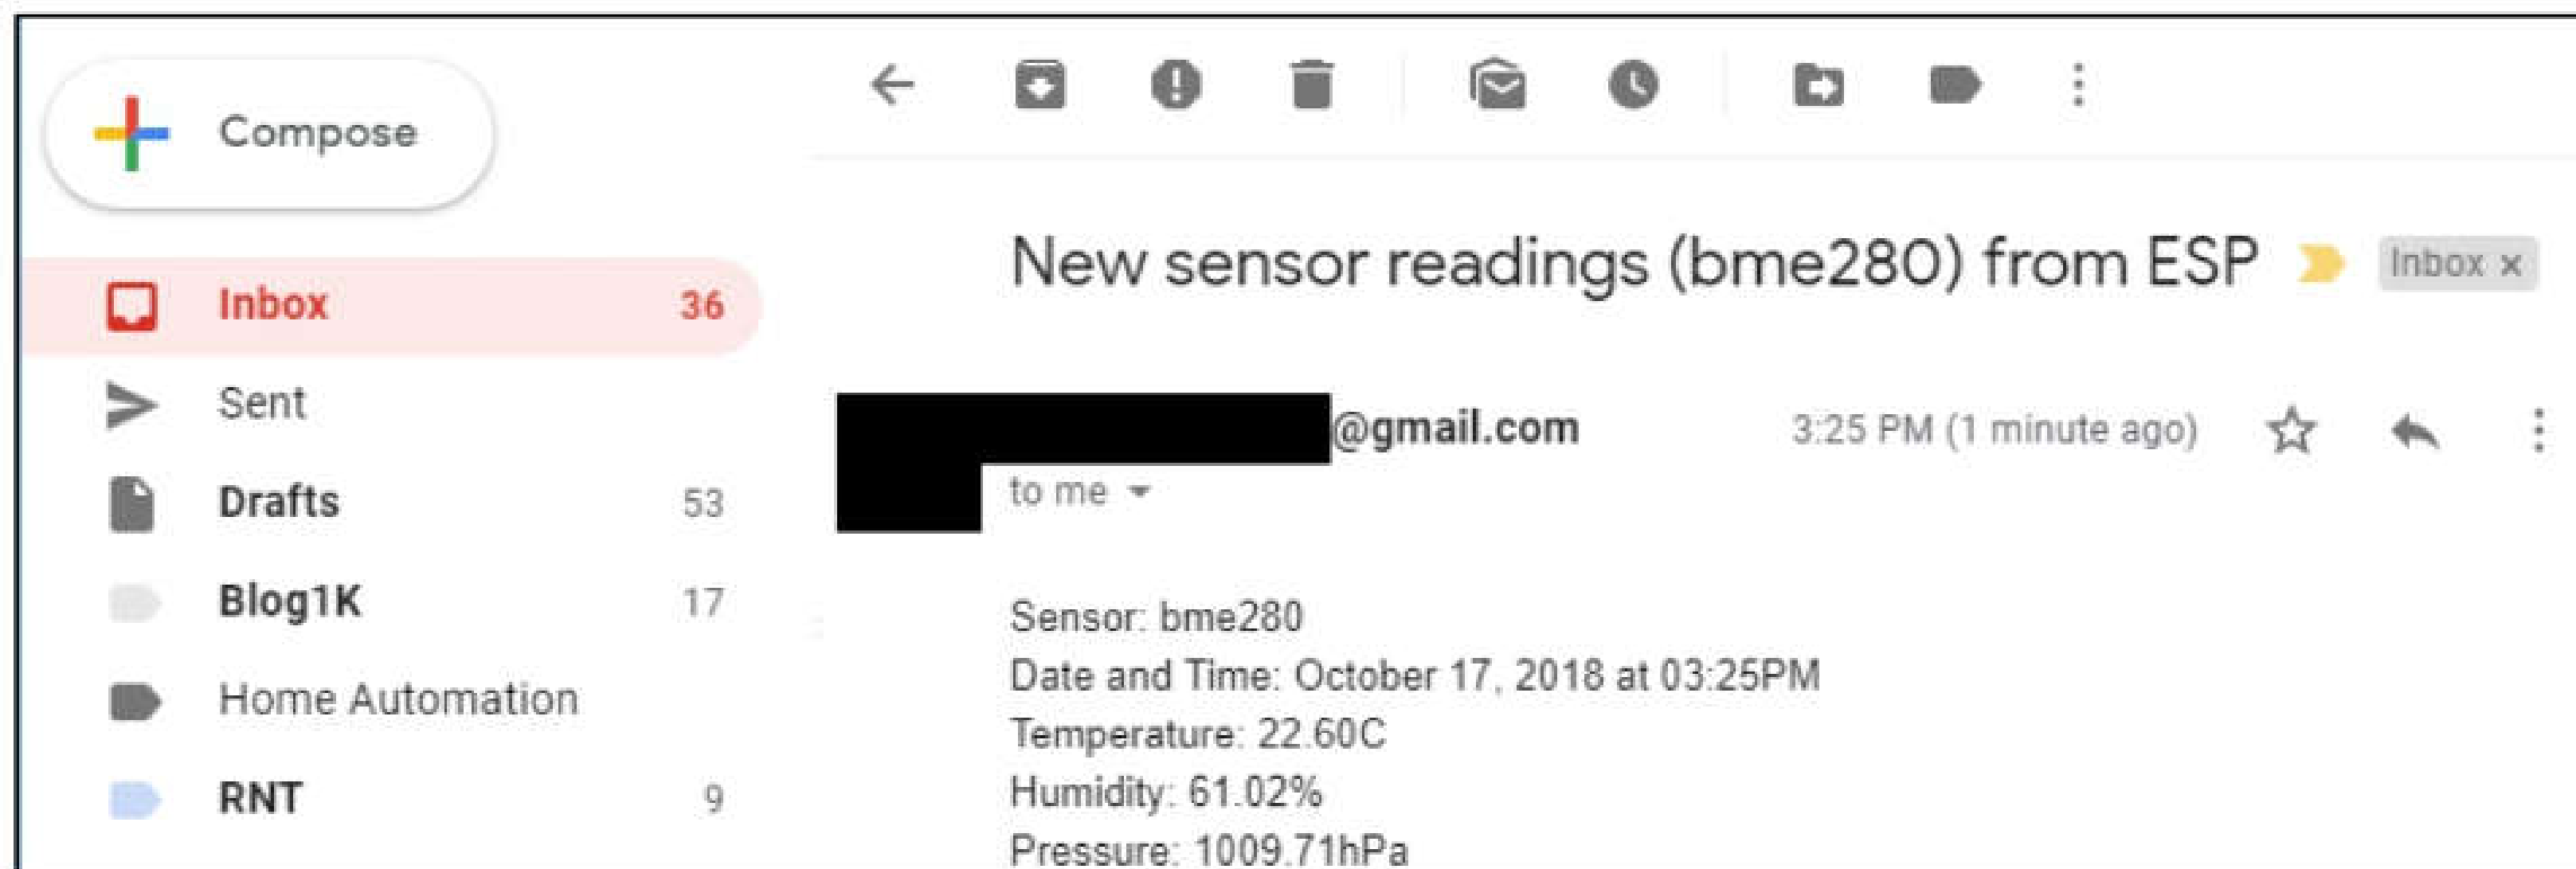 Compose
Inbox 36
Sent
Drafts 53
Blog1K 17
Home Automation
RNT 9
New sensor readings (bme280) from ESP Inbox x
@gmail.com 3:25 PM (1 minute ago)
to me
Sensor: bme280
Date and Time: October 17, 2018 at 03:25PM
Temperature: 22.60C
Humidity: 61.02%
Pressure: 1009.71hPa